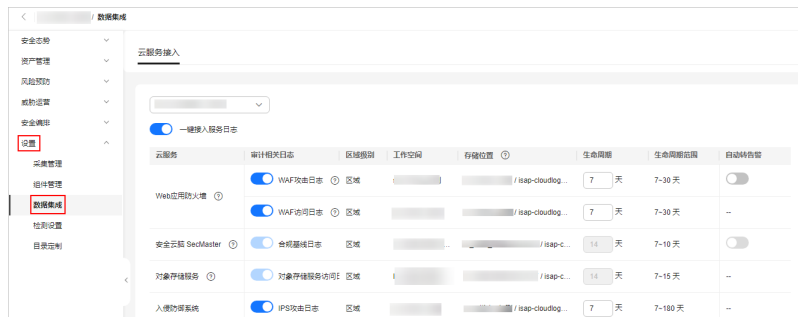 / 数据集成
安全态势
资产管理
风险预防
威胁运营
安全编排
设置
采集管理
组件管理
数据集成
检测设置
目录定制
云服务接入
一键接入服务日志
云服务 审计相关日志 区域级别 工作空间 存储位置 生命周期 生命周期范围 自动转告警
Web应用防火墙 WAF攻击日志 区域 / isap-cloudlog... 7 天 7~30 天
WAF访问日志 区域 / isap-cloudlog... 7 天 7~30 天 --
安全云脑 SecMaster 合规基线日志 区域 ... / isap-c... 14 天 7~10 天
对象存储服务 对象存储服务访问日 区域 / isap-c... 14 天 7~15 天 --
入侵防御系统 IPS攻击日志 区域 / isap-cloudlog... 7 天 7~180 天 --